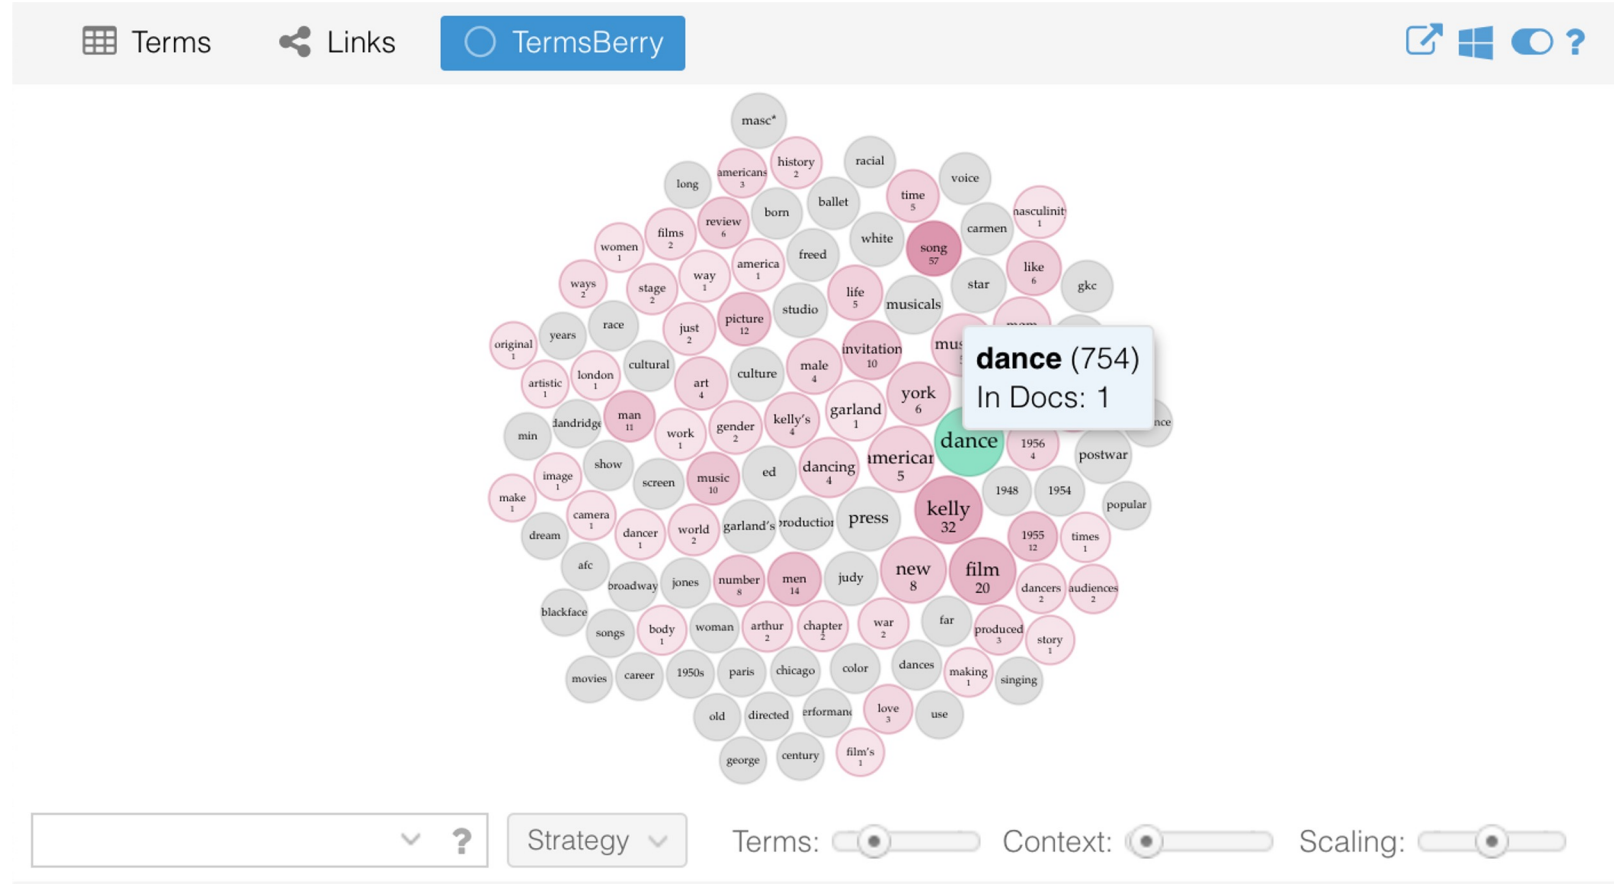 Terms Links TermsBerry ?
masc*
history
2
racial
americans
3
long
voice
time
5
ballet
born
masculinit
1
review
6
carmen
films
2
white
women
1
song
57
freed
america
1
like
6
way
1
ways
2
stage
2
star
gkc
life
5
musicals
studio
picture
12
race
just
2
years
original
1
invitation
10
mus
dance (754)
In Docs: 1
cultural
male
4
culture
london
1
artistic
1
art
4
york
6
garland
1
man
11
kelly's
4
dandridge
nce
gender
2
work
1
min
dance
1956
4
postwar
american
5
show
dancing
4
ed
image
1
music
10
screen
1948
1954
make
1
popular
kelly
32
camera
1
press
production
garland's
world
2
dancer
1
dream
1955
12
times
1
afc
new
8
film
20
judy
men
14
number
8
jones
broadway
dancers
2
audiences
2
blackface
far
war
2
chapter
2
arthur
2
woman
body
1
songs
produced
3
story
1
dances
color
chicago
paris
1950s
career
movies
making
1
singing
love
3
use
erforman
directed
old
film's
1
century
george
? Strategy Terms: Context: Scaling: